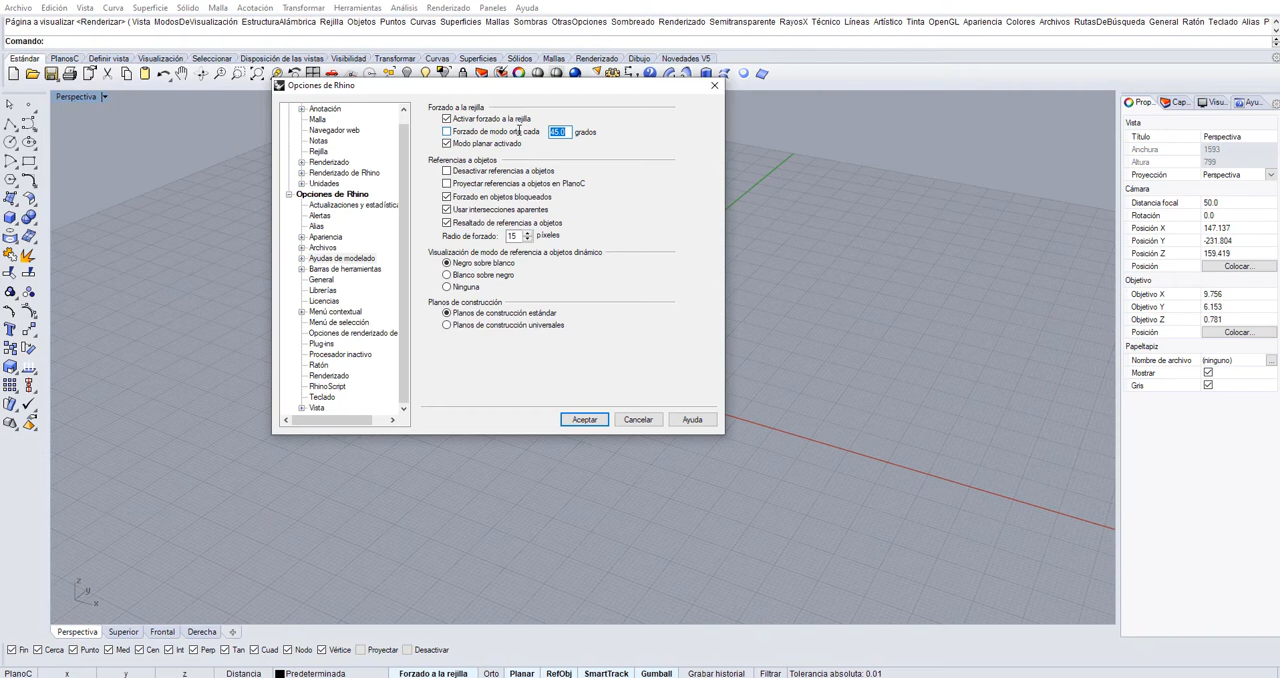 Archivo Edición Vista Curva Superficie Sólido Malla Acotación Transformar Herramientas Análisis Renderizado Paneles Ayuda
Página a visualizar <Renderizar> ( Vista ModosDeVisualización EstructuraAlámbrica Rejilla Objetos Puntos Curvas Superficies Mallas Sombras OtrasOpciones Sombreado Renderizado Semitransparente RayosX Técnico Líneas Artístico Tinta OpenGL Apariencia Colores Archivos RutasDeBúsqueda General Ratón Teclado Alias P
Comando:
Estándar PlanosC Definir vista Visualización Seleccionar Disposición de las vistas Visibilidad Transformar Curvas Superficies Sólidos Mallas Renderizado Dibujo Novedades V5
Perspectiva
Opciones de Rhino
Anotación
Malla
Navegador web
Notas
Rejilla
Renderizado
Renderizado de Rhino
Unidades
Opciones de Rhino
Actualizaciones y estadística
Alertas
Alias
Apariencia
Archivos
Ayudas de modelado
Barras de herramientas
General
Librerías
Licencias
Menú contextual
Menú de selección
Opciones de renderizado de
Plug-ins
Procesador inactivo
Ratón
Renderizado
RhinoScript
Teclado
Vista
Forzado a la rejilla
Activar forzado a la rejilla
Forzado de modo orto cada 45.0 grados
Modo planar activado
Referencias a objetos
Desactivar referencias a objetos
Proyectar referencias a objetos en PlanoC
Forzado en objetos bloqueados
Usar intersecciones aparentes
Resaltado de referencias a objetos
Radio de forzado: 15 píxeles
Visualización de modo de referencia a objetos dinámico
Negro sobre blanco
Blanco sobre negro
Ninguna
Planos de construcción
Planos de construcción estándar
Planos de construcción universales
Aceptar Cancelar Ayuda
Prop... Cap... Visu... Ayu...
Vista
Título Perspectiva
Anchura 1593
Altura 799
Proyección Perspectiva
Cámara
Distancia focal 50.0
Rotación 0.0
Posición X 147.137
Posición Y -231.804
Posición Z 159.419
Posición Colocar...
Objetivo
Objetivo X 9.756
Objetivo Y 6.153
Objetivo Z 0.781
Posición Colocar...
Papeltapiz
Nombre de archivo (ninguno) ...
Mostrar
Gris
z
y
x
Perspectiva Superior Frontal Derecha
Fin Cerca Punto Med Cen Int Perp Tan Cuad Nodo Vértice Proyectar Desactivar
PlanoC x y z Distancia Predeterminada Forzado a la rejilla Orto Planar RefObj SmartTrack Gumball Grabar historial Filtrar Tolerancia absoluta: 0.01